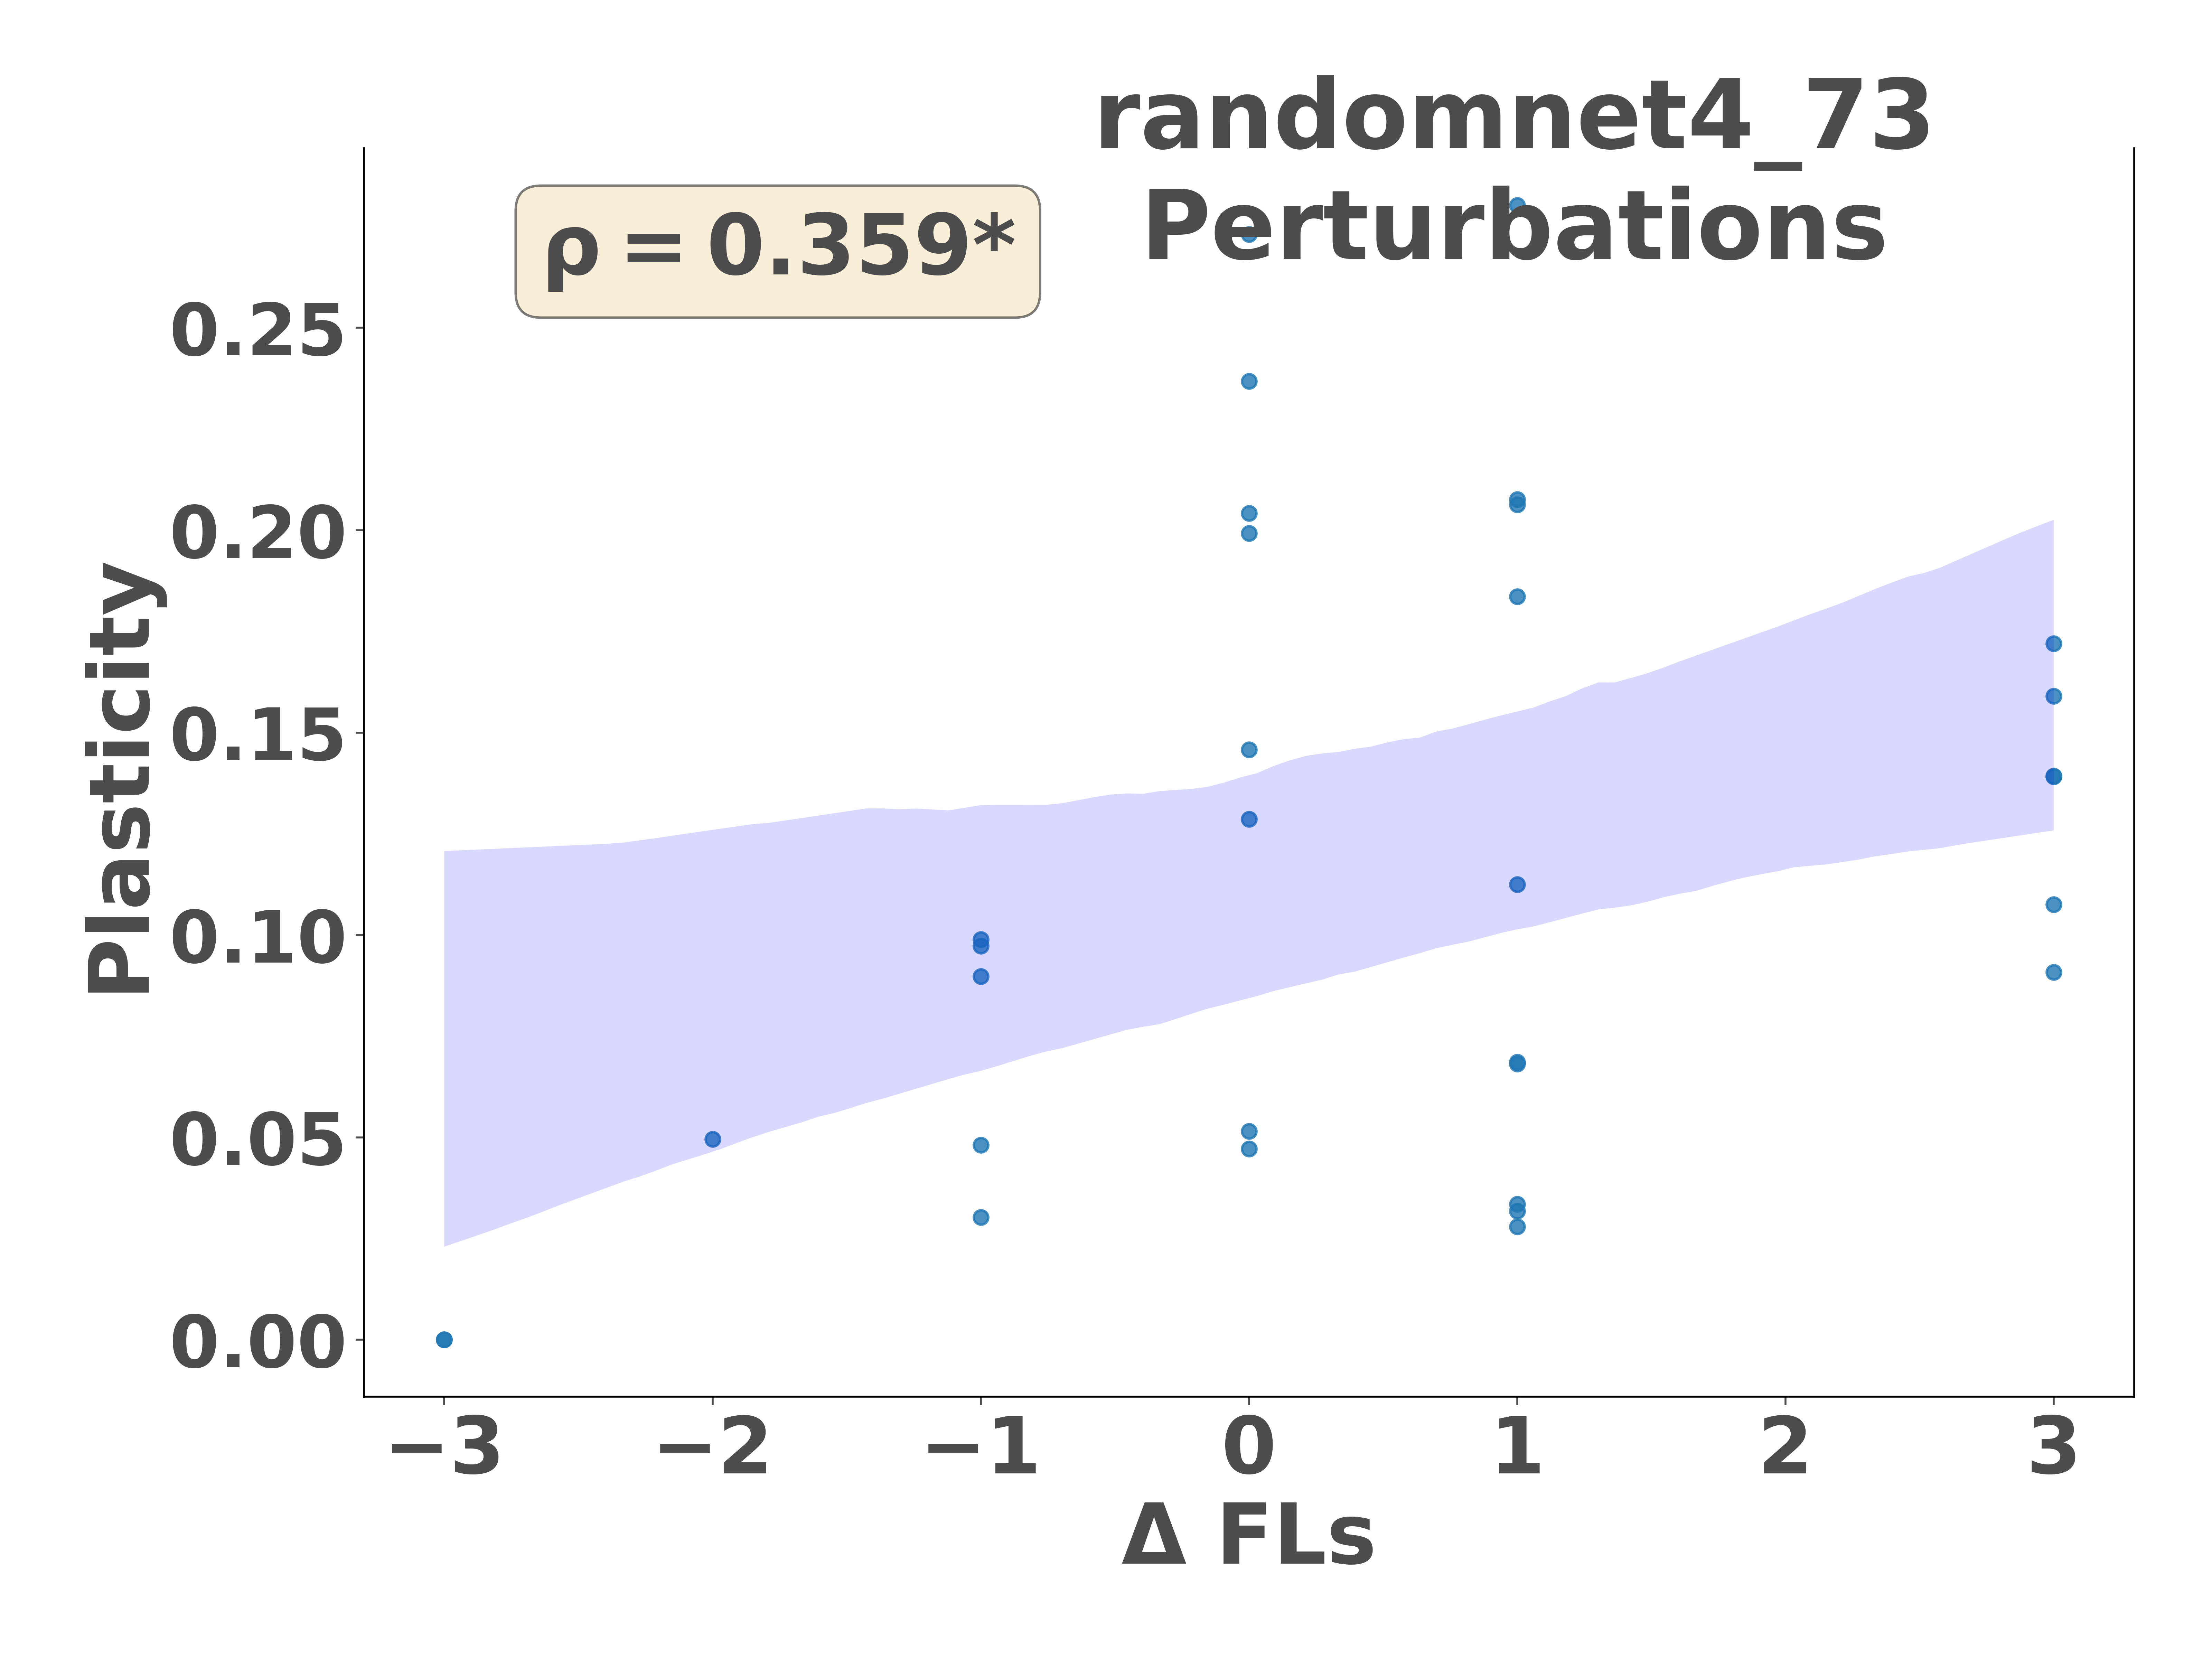 randomnet4_73
Perturbations
ρ = 0.359*
Plasticity
0.25
0.20
0.15
0.10
0.05
0.00
−3 −2 −1 0 1 2 3
Δ FLs